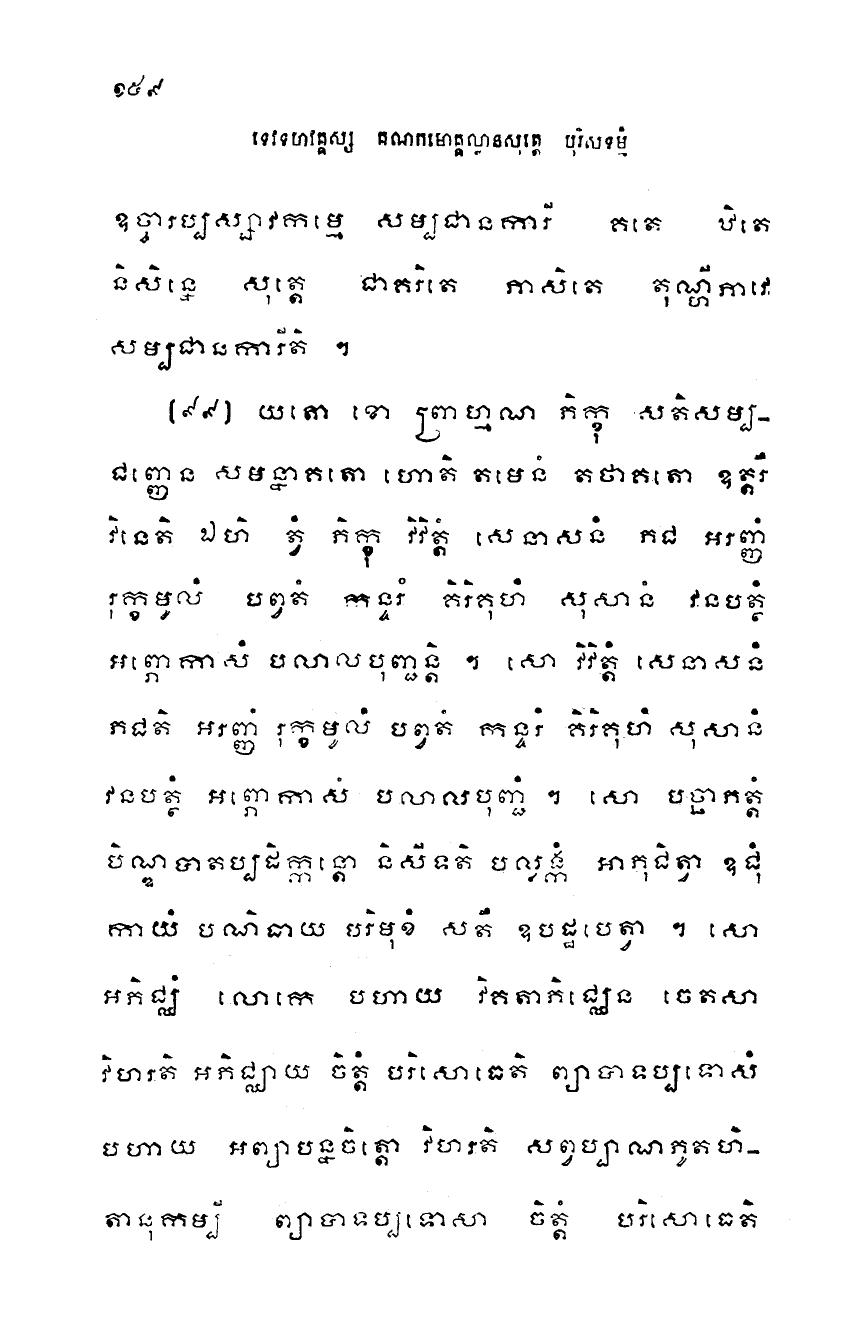 ១៥៩
ទេវទហវគ្គស្ស គណកមោគ្គល្លានសុត្តេ បុរិសទម្មំ
ឧច្ចារប្បស្សាវកម្មេ សម្បជានការី គតេ ឋិតេ
និសិន្នេ សុត្តេ ជាគរិតេ ភាសិតេ តុណ្ហីភាវេ
សម្បជានការីតិ ។
(៩៩) យតោ ខោ ព្រាហ្មណ ភិក្ខុ សតិសម្ប-
ជញ្ញេន សមន្នាគតោ ហោតិ តមេនំ តថាគតោ ឧត្តរឹ
វិនេតិ ឯហិ ត្វំ ភិក្ខុ វិវិត្តំ សេនាសនំ ភជ អរញ្ញំ
រុក្ខមូលំ បព្វតំ កន្ទរំ គិរិគុហំ សុសានំ វនបត្ថំ
អព្ភោកាសំ បលាលបុញ្ជន្តិ ។ សោ វិវិត្តំ សេនាសនំ
ភជតិ អរញ្ញំ រុក្ខមូលំ បព្វតំ កន្ទរំ គិរិគុហំ សុសានំ
វនបត្ថំ អព្ភោកាសំ បលាលបុញ្ជំ ។ សោ បច្ឆាភត្តំ
បិណ្ឌបាតប្បដិក្កន្តោ និសីទតិ បល្លង្កំ អាភុជិត្វា ឧជុំ
កាយំ បណិធាយ បរិមុខំ សតឹ ឧបដ្ឋបេត្វា ។ សោ
អភិជ្ឈំ លោកេ បហាយ វិគតាភិជ្ឈេន ចេតសា
វិហរតិ អភិជ្ឈាយ ចិត្តំ បរិសោធេតិ ព្យាបាទប្បទោសំ
បហាយ អព្យាបន្នចិត្តោ វិហរតិ សព្វប្បាណភូតហិ-
តានុកម្បី ព្យាបាទប្បទោសា ចិត្តំ បរិសោធេតិ